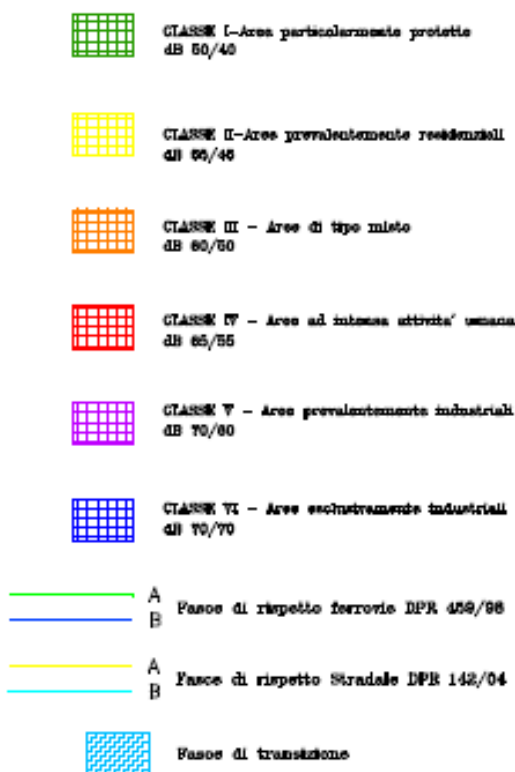 CLASSE I-Area particolarmente protette
dB 50/40
CLASSE II-Aree prevalentemente residenziali
dB 55/45
CLASSE III - Aree di tipo misto
dB 60/50
CLASSE IV - Aree ad intensa attivita' umana
dB 65/55
CLASSE V - Aree prevalentemente industriali
dB 70/60
CLASSE VI - Aree esclusivamente industriali
dB 70/70
A
Fasce di rispetto ferrovie DPR 459/98
B
A
Fasce di rispetto Stradale DPR 142/04
B
Fasce di transizione